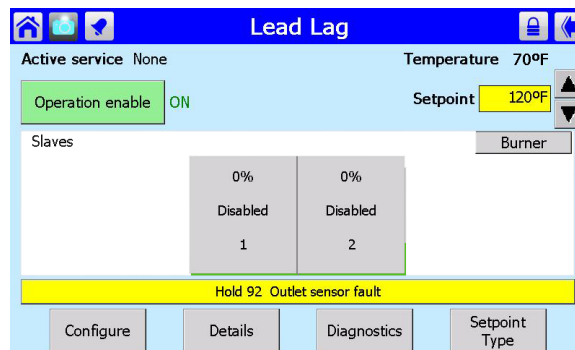 Lead Lag
Active service None
Temperature 70ºF
Operation enable ON
Setpoint 120ºF
Slaves
Burner
0% 0%
Disabled Disabled
1 2
Hold 92 Outlet sensor fault
Configure
Details
Diagnostics
Setpoint
Type